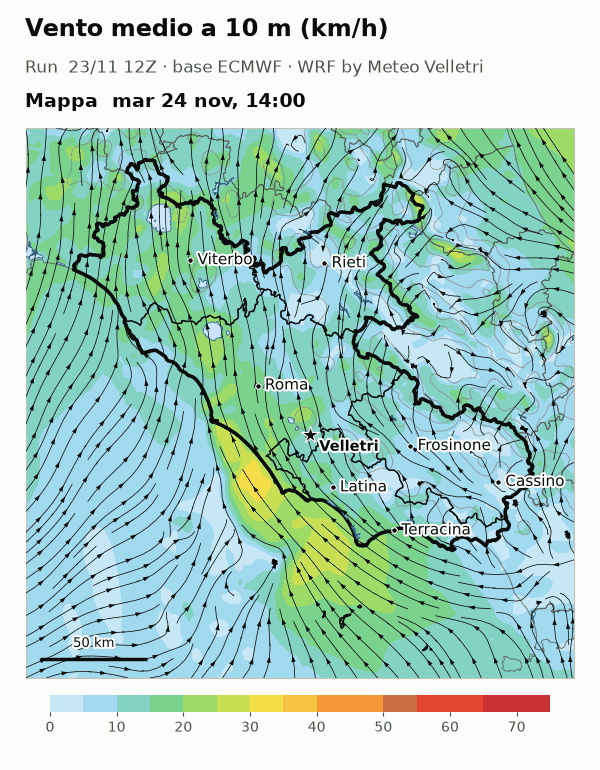 Vento medio a 10 m (km/h)
Run  23/11 12Z · base ECMWF · WRF by Meteo Velletri
Mappa  mar 24 nov, 14:00
Viterbo
Rieti
Roma
Velletri
Frosinone
Latina
Cassino
Terracina
50 km
0 10 20 30 40 50 60 70